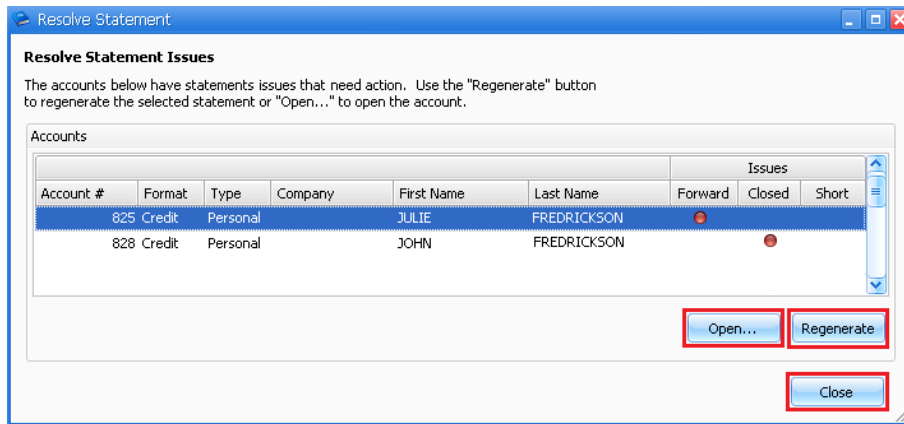 Resolve Statement
Resolve Statement Issues
The accounts below have statements issues that need action. Use the "Regenerate" button
to regenerate the selected statement or "Open..." to open the account.
Accounts
Issues
Account # Format Type Company First Name Last Name Forward Closed Short
825 Credit Personal JULIE FREDRICKSON
828 Credit Personal JOHN FREDRICKSON
Open... Regenerate
Close